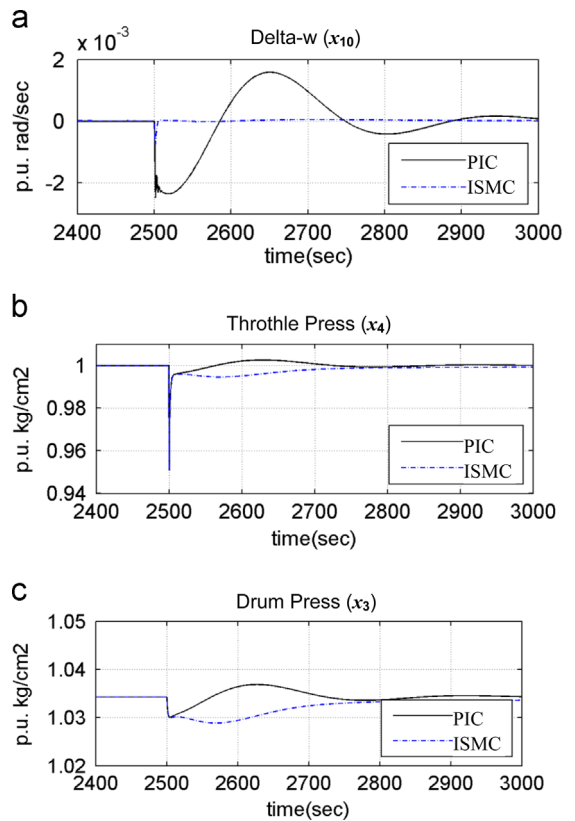 a
Delta-w (x10)
x 10-3
2
0
-2
p.u. rad/sec
PIC
ISMC
2400 2500 2600 2700 2800 2900 3000
time(sec)
b
Throthle Press (x4)
1
0.98
0.96
0.94
p.u. kg/cm2
PIC
ISMC
2400 2500 2600 2700 2800 2900 3000
time(sec)
c
Drum Press (x3)
1.05
1.04
1.03
1.02
p.u. kg/cm2
PIC
ISMC
2400 2500 2600 2700 2800 2900 3000
time(sec)